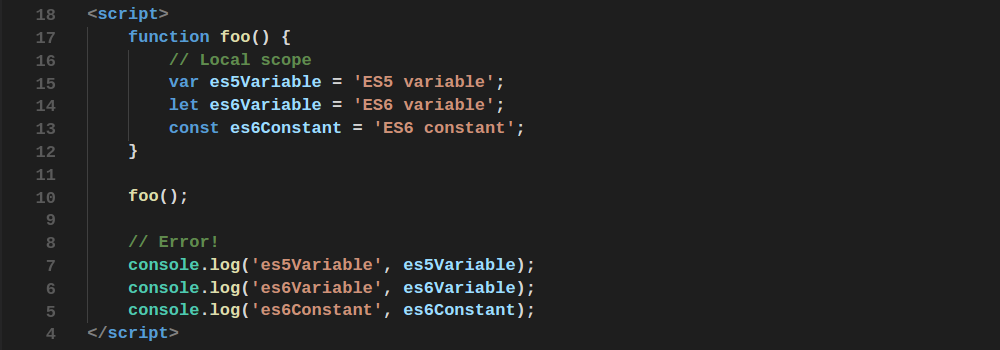 18 <script>
17 function foo() {
16 // Local scope
15 var es5Variable = 'ES5 variable';
14 let es6Variable = 'ES6 variable';
13 const es6Constant = 'ES6 constant';
12 }
11
10 foo();
9
8 // Error!
7 console.log('es5Variable', es5Variable);
6 console.log('es6Variable', es6Variable);
5 console.log('es6Constant', es6Constant);
4 </script>